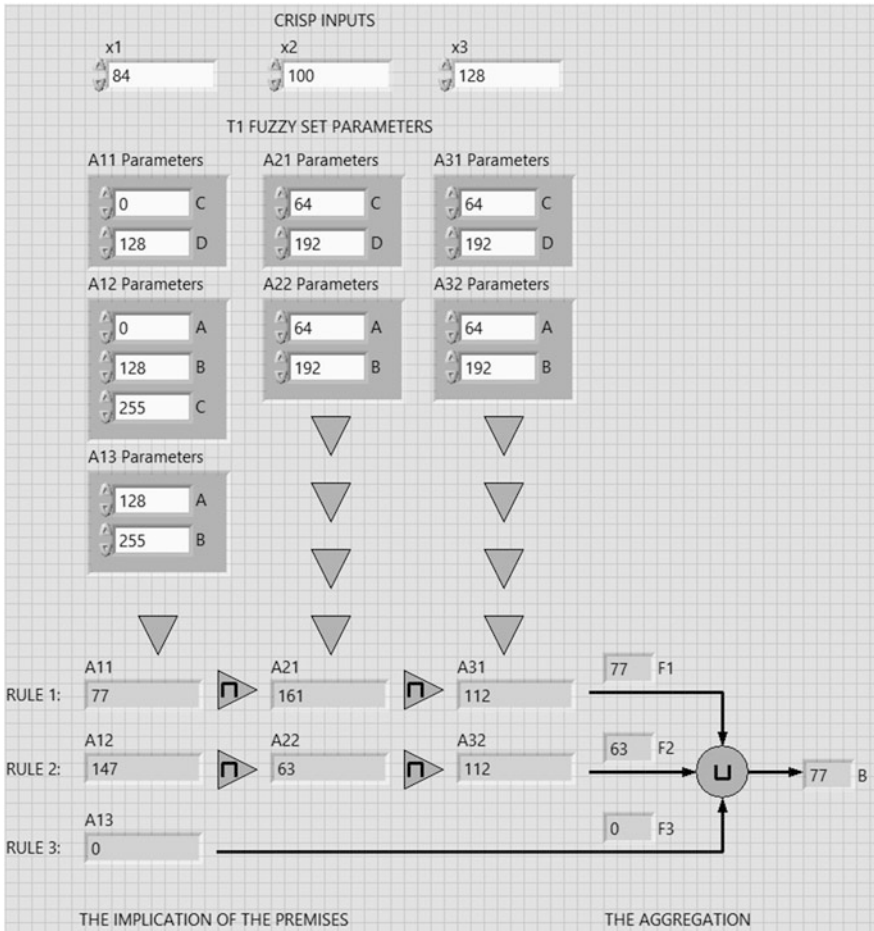 CRISP INPUTS
x1 x2 x3
84 100 128
T1 FUZZY SET PARAMETERS
A11 Parameters A21 Parameters A31 Parameters
0 C 64 C 64 C
128 D 192 D 192 D
A12 Parameters A22 Parameters A32 Parameters
0 A 64 A 64 A
128 B 192 B 192 B
255 C
A13 Parameters
128 A
255 B
A11 A21 A31
RULE 1: 77 ⊓ 161 ⊓ 112 77 F1
A12 A22 A32
RULE 2: 147 ⊓ 63 ⊓ 112 63 F2 ⊔ 77 B
A13
RULE 3: 0 0 F3
THE IMPLICATION OF THE PREMISES THE AGGREGATION